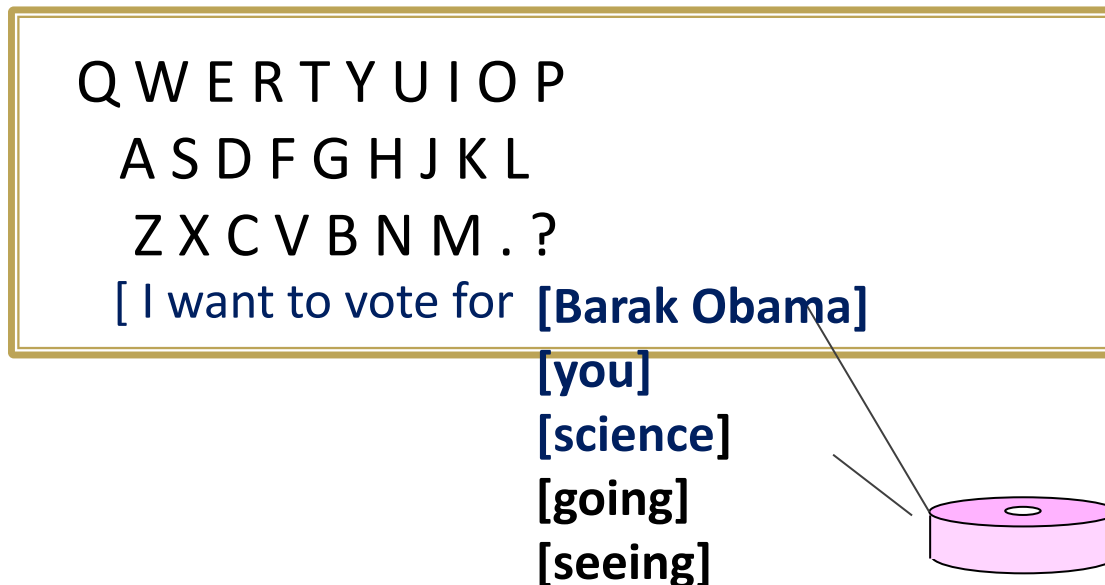 Q W E R T Y U I O P
A S D F G H J K L
Z X C V B N M . ?
[ I want to vote for [Barak Obama]
[you]
[science]
[going]
[seeing]